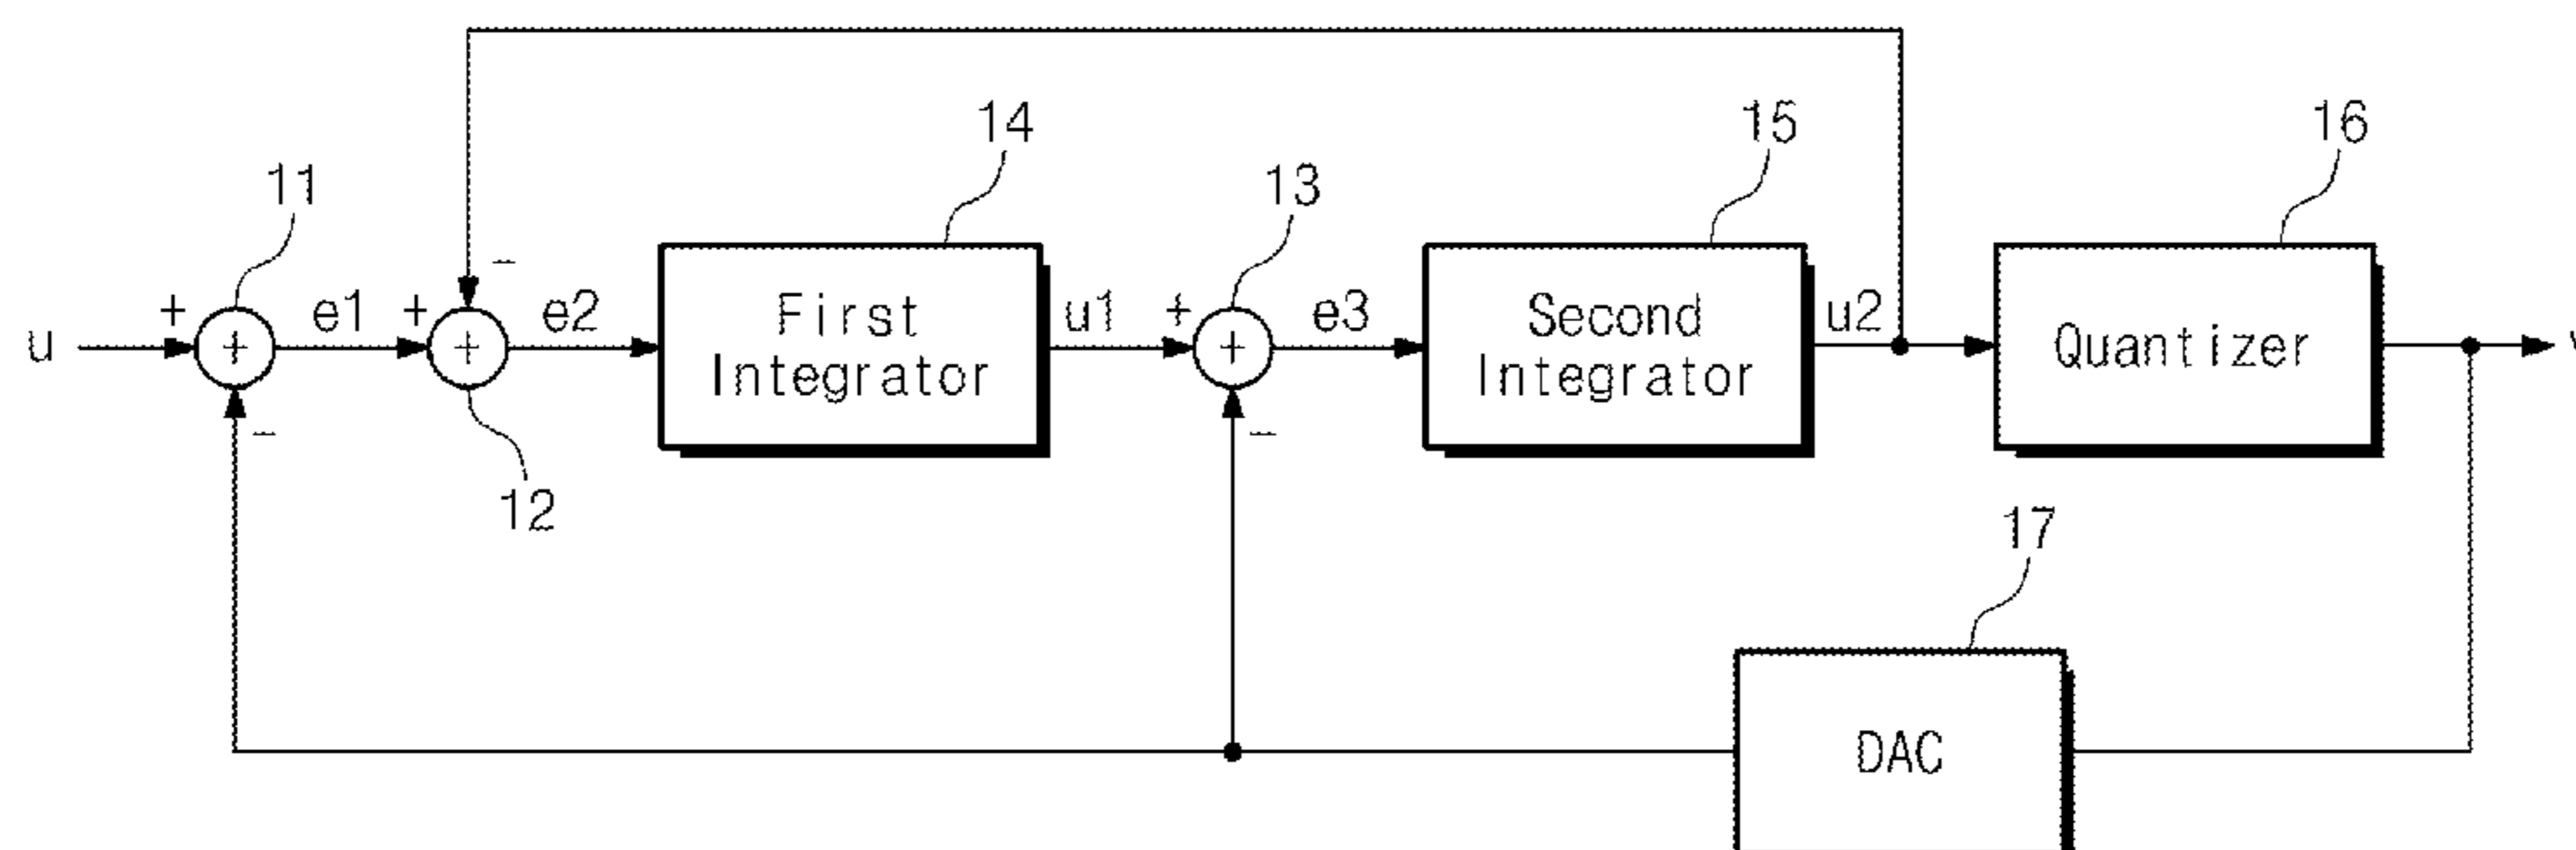 14
15
16
11
13
−
+
e1
+
e2
First
Integrator
u1
+
e3
Second
Integrator
u2
Quantizer
u
+
+
+
−
−
12
17
DAC